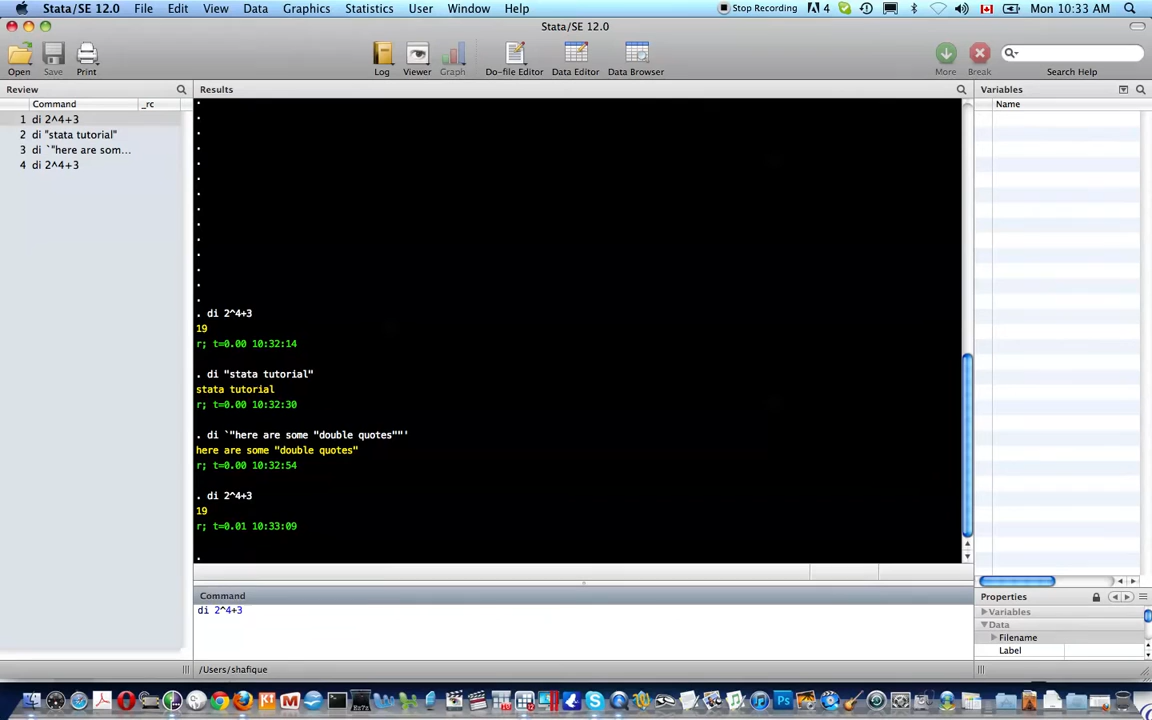 Stata/SE 12.0 File Edit View Data Graphics Statistics User Window Help Stop Recording 4 Mon 10:33 AM
Stata/SE 12.0
Open Save Print Log Viewer Graph Do-file Editor Data Editor Data Browser More Break Search Help
Review Results Variables
Command _rc Name
1 di 2^4+3
2 di "stata tutorial"
3 di `"here are som...
4 di 2^4+3
. di 2^4+3
19
r; t=0.00 10:32:14
. di "stata tutorial"
stata tutorial
r; t=0.00 10:32:30
. di `"here are some "double quotes""'
here are some "double quotes"
r; t=0.00 10:32:54
. di 2^4+3
19
r; t=0.01 10:33:09
.
Command
di 2^4+3
Properties
Variables
Data
Filename
Label
/Users/shafique